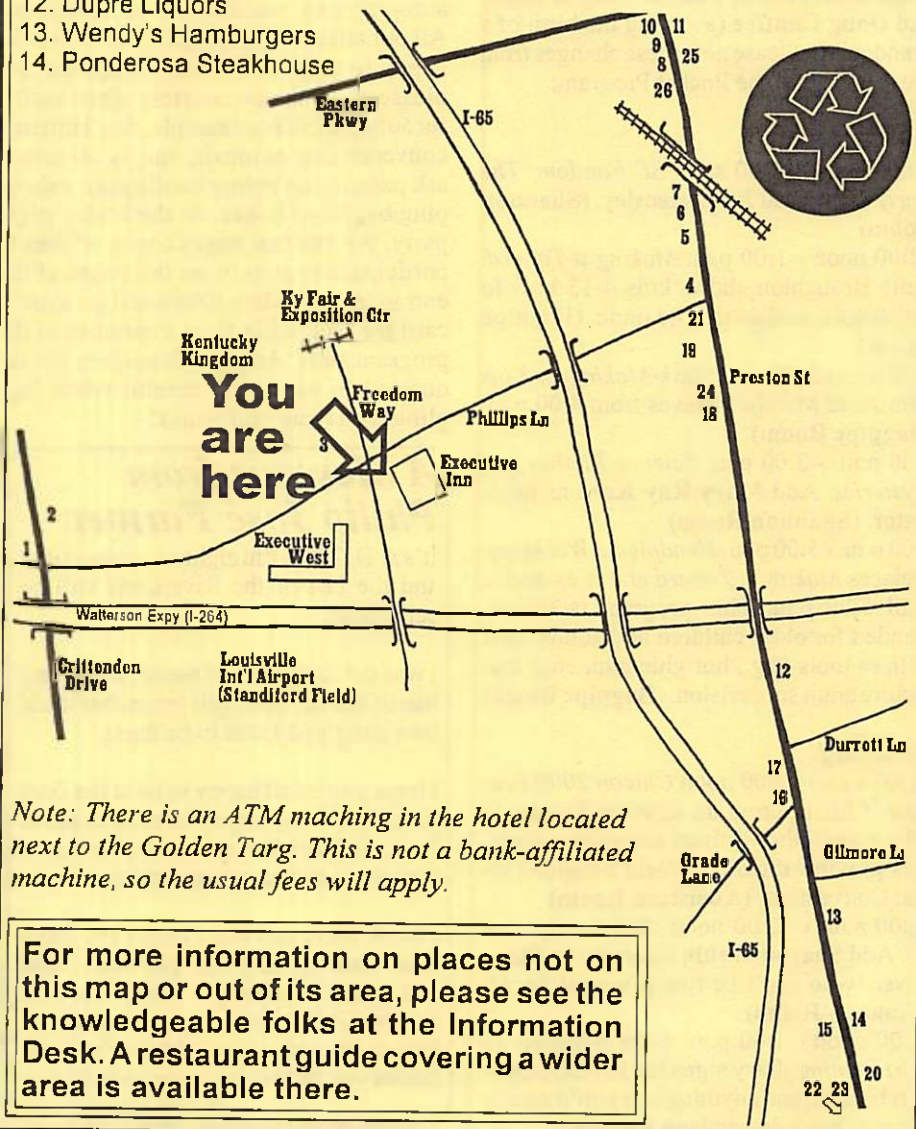 12. Dupre Liquors
13. Wendy's Hamburgers
14. Ponderosa Steakhouse
10 11
9
8 25
26
Eastern
Pkwy
I-65
7
6
5
4
21
19
24
18
Preston St
Ky Fair &
Exposition Ctr
Kentucky
Kingdom
You
are
here
Freedom
Way
3
Phillips Ln
Executive
Inn
Executive
West
2
1
Watterson Expy (I-264)
Crittenden
Drive
Louisville
Int'l Airport
(Standiford Field)
12
Durrett Ln
17
16
Grade
Lane
Gilmore L
13
I-65
15 14
20
22 23
Note: There is an ATM maching in the hotel located
next to the Golden Targ. This is not a bank-affiliated
machine, so the usual fees will apply.
For more information on places not on
this map or out of its area, please see the
knowledgeable folks at the Information
Desk. A restaurant guide covering a wider
area is available there.